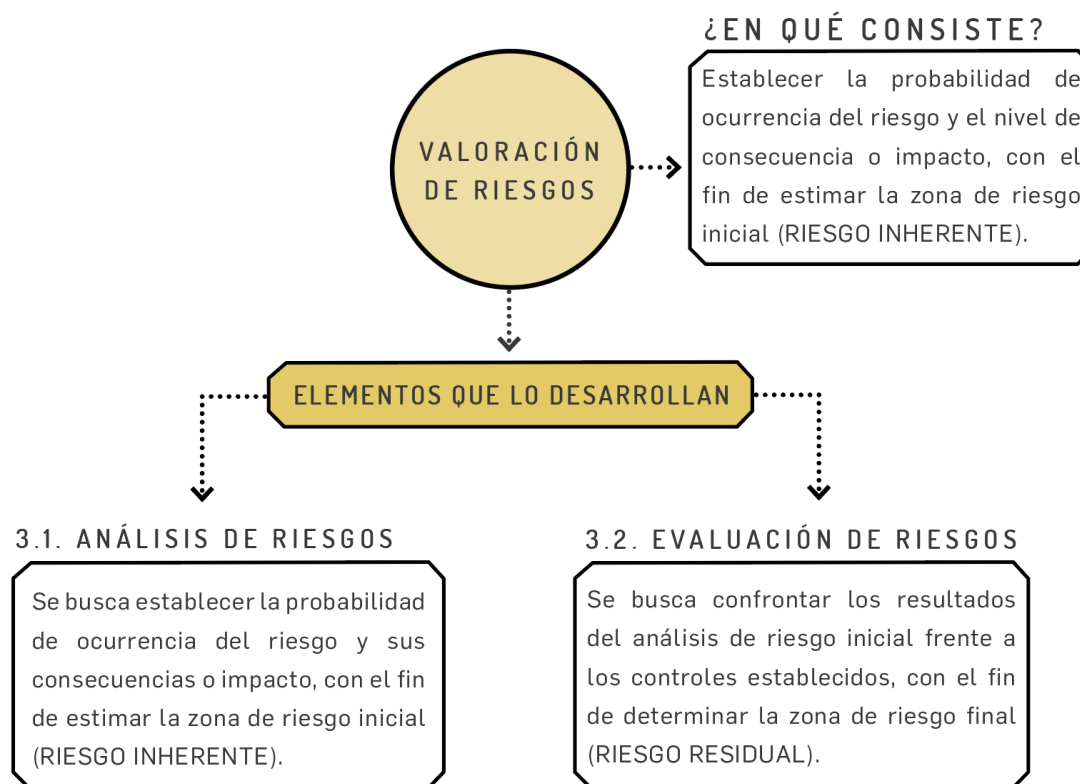 ¿EN QUÉ CONSISTE?
Establecer la probabilidad de
ocurrencia del riesgo y el nivel de
consecuencia o impacto, con el
fin de estimar la zona de riesgo
inicial (RIESGO INHERENTE).
VALORACIÓN
DE RIESGOS
ELEMENTOS QUE LO DESARROLLAN
3.1. ANÁLISIS DE RIESGOS
Se busca establecer la probabilidad
de ocurrencia del riesgo y sus
consecuencias o impacto, con el fin
de estimar la zona de riesgo inicial
(RIESGO INHERENTE).
3.2. EVALUACIÓN DE RIESGOS
Se busca confrontar los resultados
del análisis de riesgo inicial frente a
los controles establecidos, con el fin
de determinar la zona de riesgo final
(RIESGO RESIDUAL).